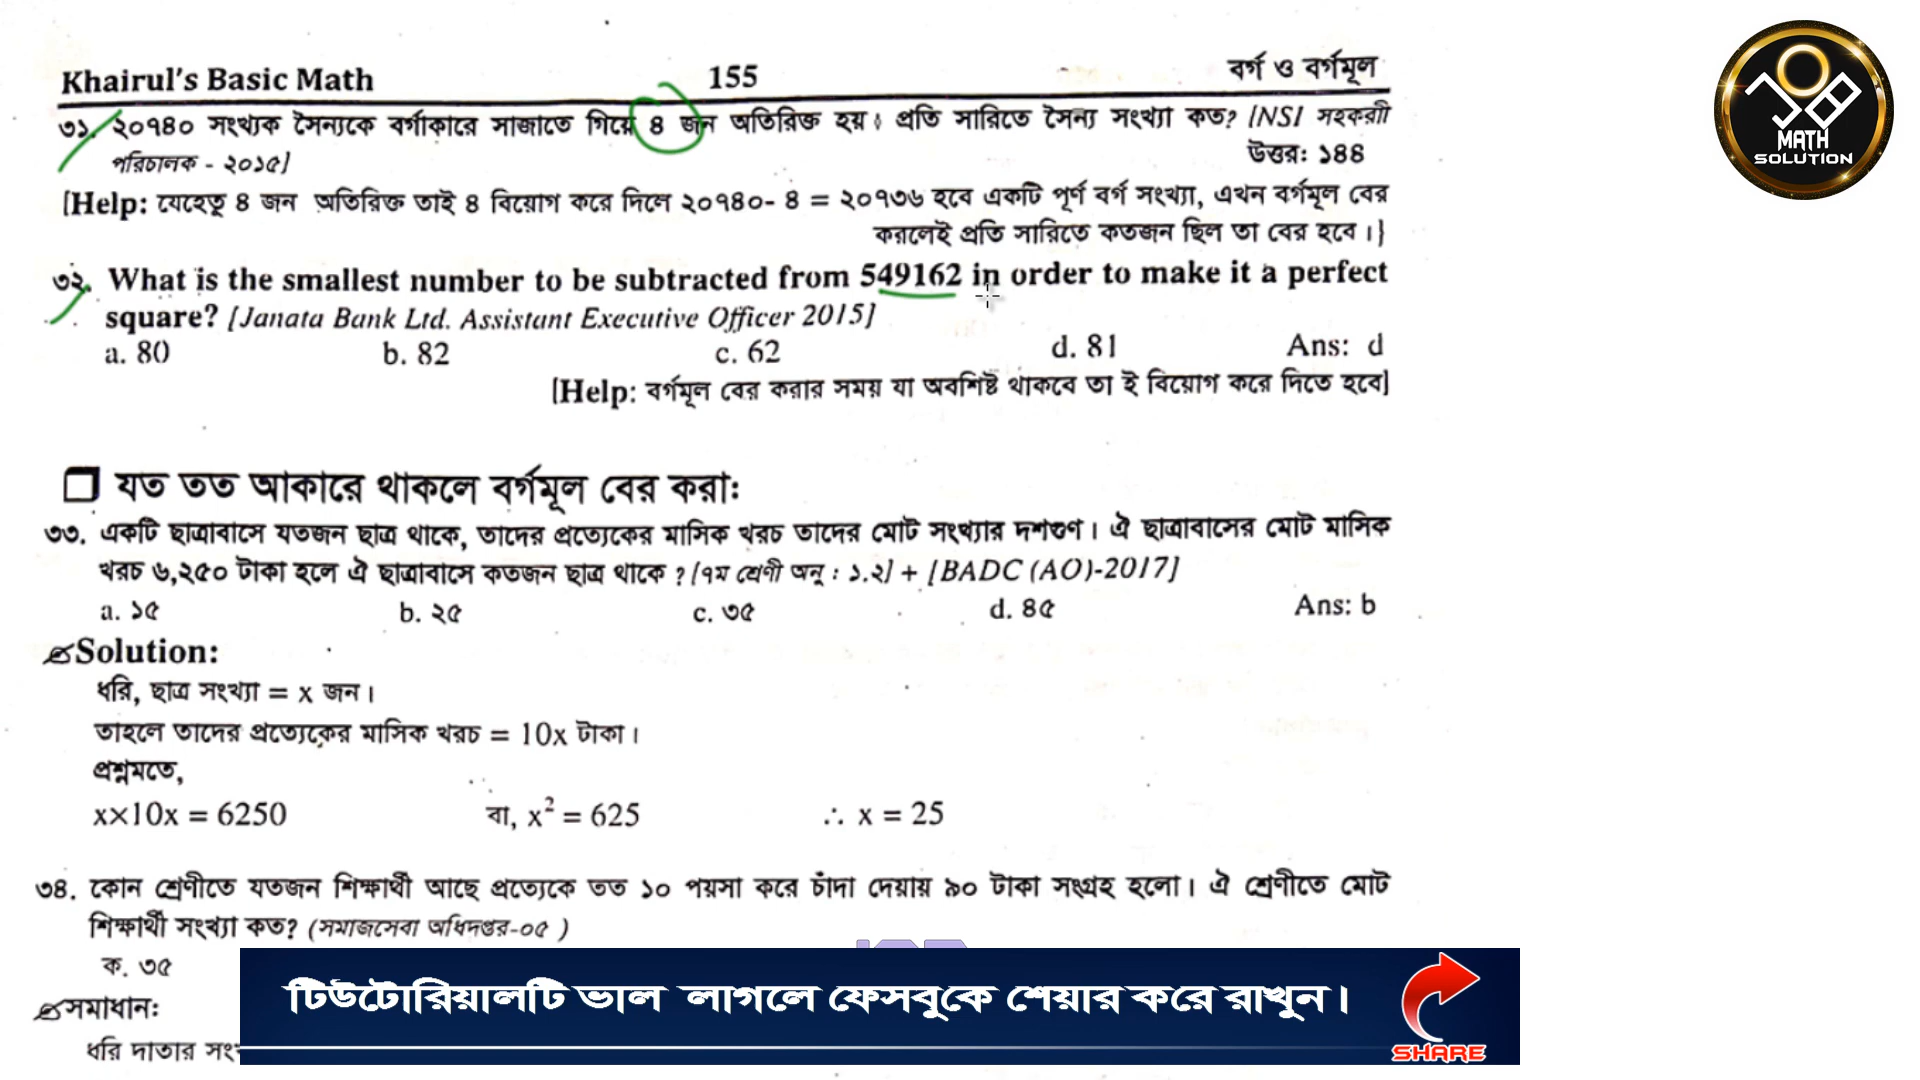 Khairul's Basic Math 155 বর্গ ও বর্গমূল
৩১. ২০৭৪০ সংখ্যক সৈন্যকে বর্গাকারে সাজাতে গিয়ে ৪ জন অতিরিক্ত হয়। প্রতি সারিতে সৈন্য সংখ্যা কত? [NSI সহকারী
পরিচালক - ২০১৫] উত্তর: ১৪৪
[Help: যেহেতু ৪ জন অতিরিক্ত তাই ৪ বিয়োগ করে দিলে ২০৭৪০- ৪ = ২০৭৩৬ হবে একটি পূর্ণ বর্গ সংখ্যা, এখন বর্গমূল বের
করলেই প্রতি সারিতে কতজন ছিল তা বের হবে।}
৩২. What is the smallest number to be subtracted from 549162 in order to make it a perfect
square? [Janata Bank Ltd. Assistant Executive Officer 2015]
a. 80 b. 82 c. 62 d. 81 Ans: d
[Help: বর্গমূল বের করার সময় যা অবশিষ্ট থাকবে তা ই বিয়োগ করে দিতে হবে]
যত তত আকারে থাকলে বর্গমূল বের করা:
৩৩. একটি ছাত্রাবাসে যতজন ছাত্র থাকে, তাদের প্রত্যেকের মাসিক খরচ তাদের মোট সংখ্যার দশগুণ। ঐ ছাত্রাবাসের মোট মাসিক
খরচ ৬,২৫০ টাকা হলে ঐ ছাত্রাবাসে কতজন ছাত্র থাকে ? [৭ম শ্রেণী অনু : ১.২] + [BADC (AO)-2017]
a. ১৫ b. ২৫ c. ৩৫ d. ৪৫ Ans: b
✍Solution:
ধরি, ছাত্র সংখ্যা = x জন।
তাহলে তাদের প্রত্যেকের মাসিক খরচ = 10x টাকা।
প্রশ্নমতে,
x×10x = 6250 বা, x² = 625 ∴ x = 25
৩৪. কোন শ্রেণীতে যতজন শিক্ষার্থী আছে প্রত্যেকে তত ১০ পয়সা করে চাঁদা দেয়ায় ৯০ টাকা সংগ্রহ হলো। ঐ শ্রেণীতে মোট
শিক্ষার্থী সংখ্যা কত? (সমাজসেবা অধিদপ্তর-০৫ )
ক. ৩৫
✍সমাধান:
ধরি দাতার
টিউটোরিয়ালটি ভাল লাগলে ফেসবুকে শেয়ার করে রাখুন।
SHARE
MATH
SOLUTION